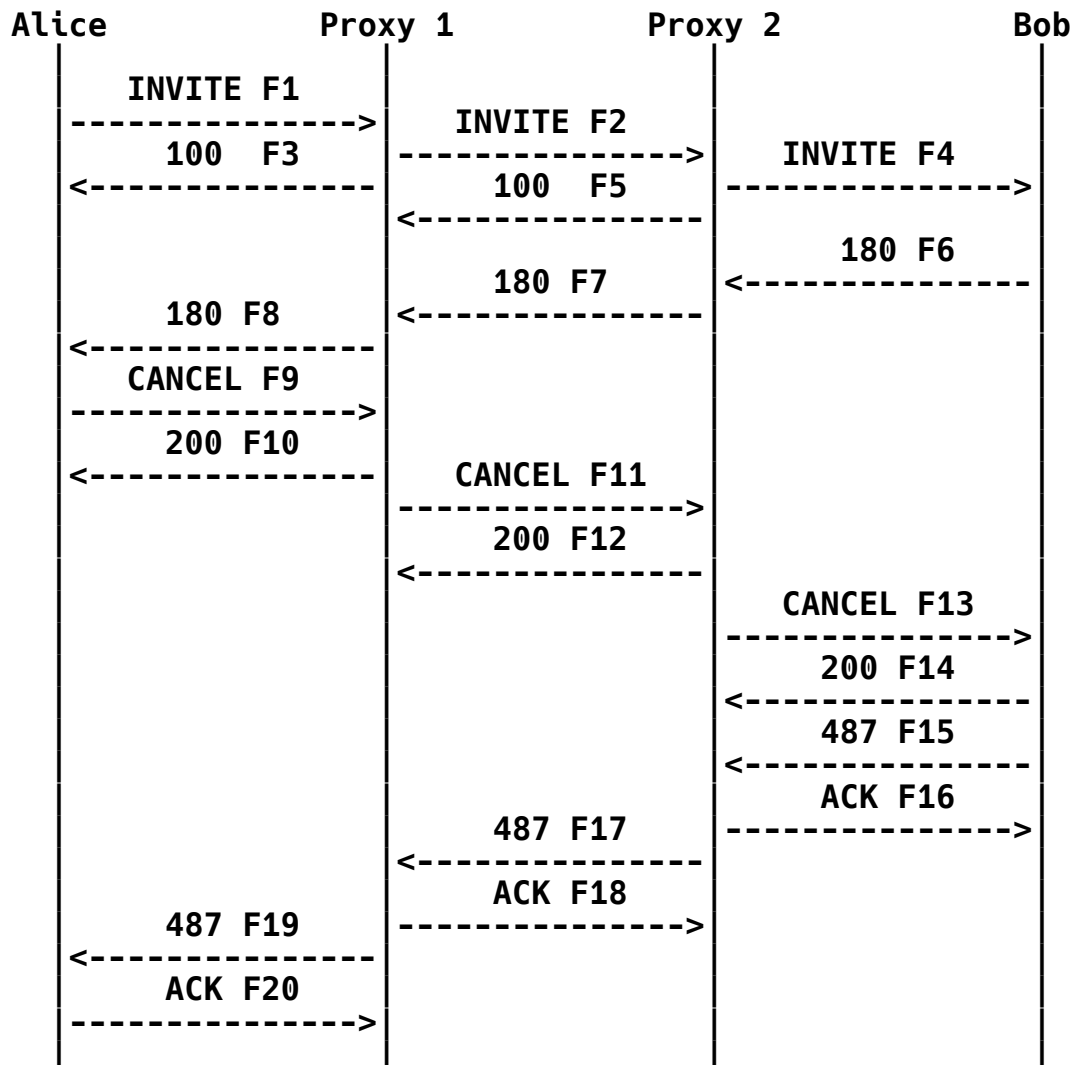 Alice Proxy 1 Proxy 2 Bob
INVITE F1
INVITE F2
100 F3
INVITE F4
100 F5
180 F6
180 F7
180 F8
CANCEL F9
200 F10
CANCEL F11
200 F12
CANCEL F13
200 F14
487 F15
ACK F16
487 F17
ACK F18
487 F19
ACK F20